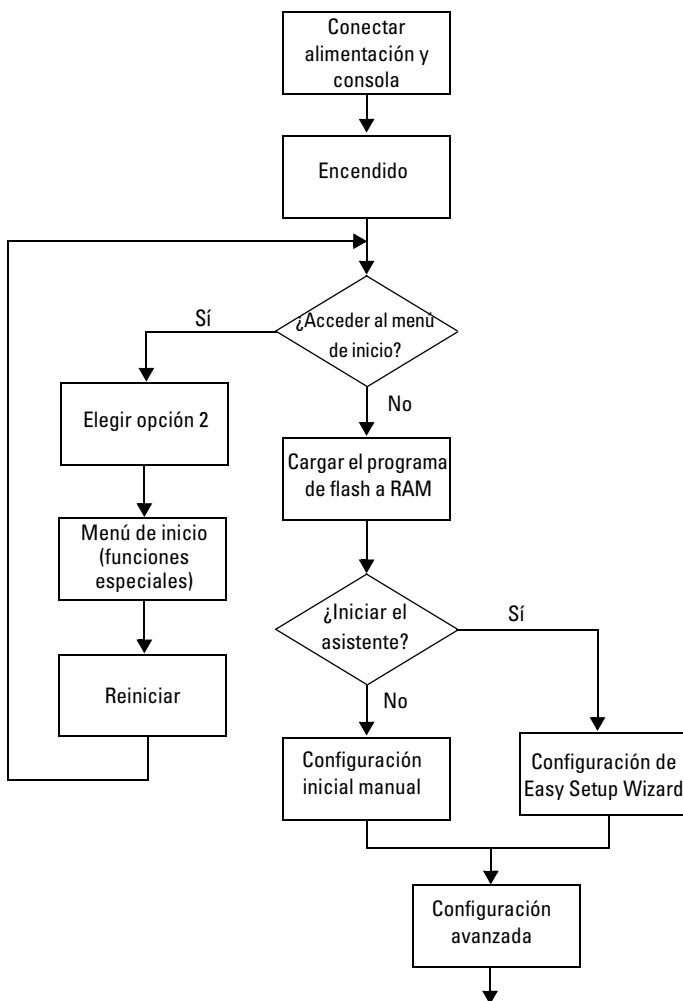 Conectar
alimentación y
consola
Encendido
¿Acceder al menú
de inicio?
Sí
No
Elegir opción 2
Cargar el programa
de flash a RAM
Menú de inicio
(funciones
especiales)
¿Iniciar el
asistente?
Sí
No
Reiniciar
Configuración
inicial manual
Configuración de
Easy Setup Wizard
Configuración
avanzada